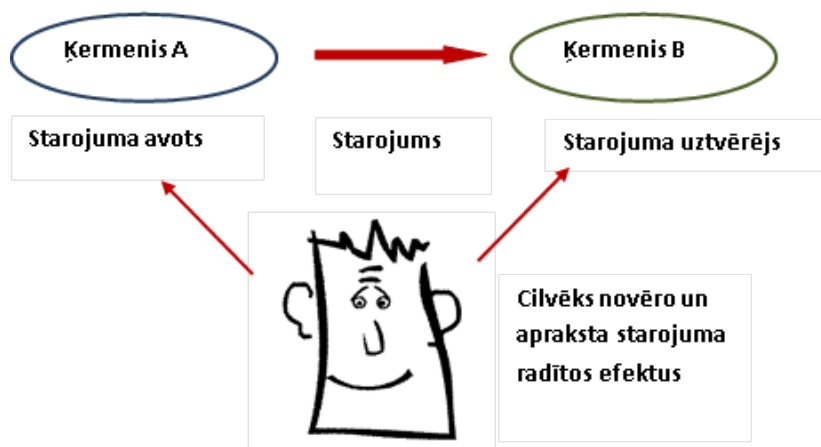 Ķermenis A
Ķermenis B
Starojuma avots
Starojums
Starojuma uztvērējs
Cilvēks novēro un
apraksta starojuma
radītos efektus